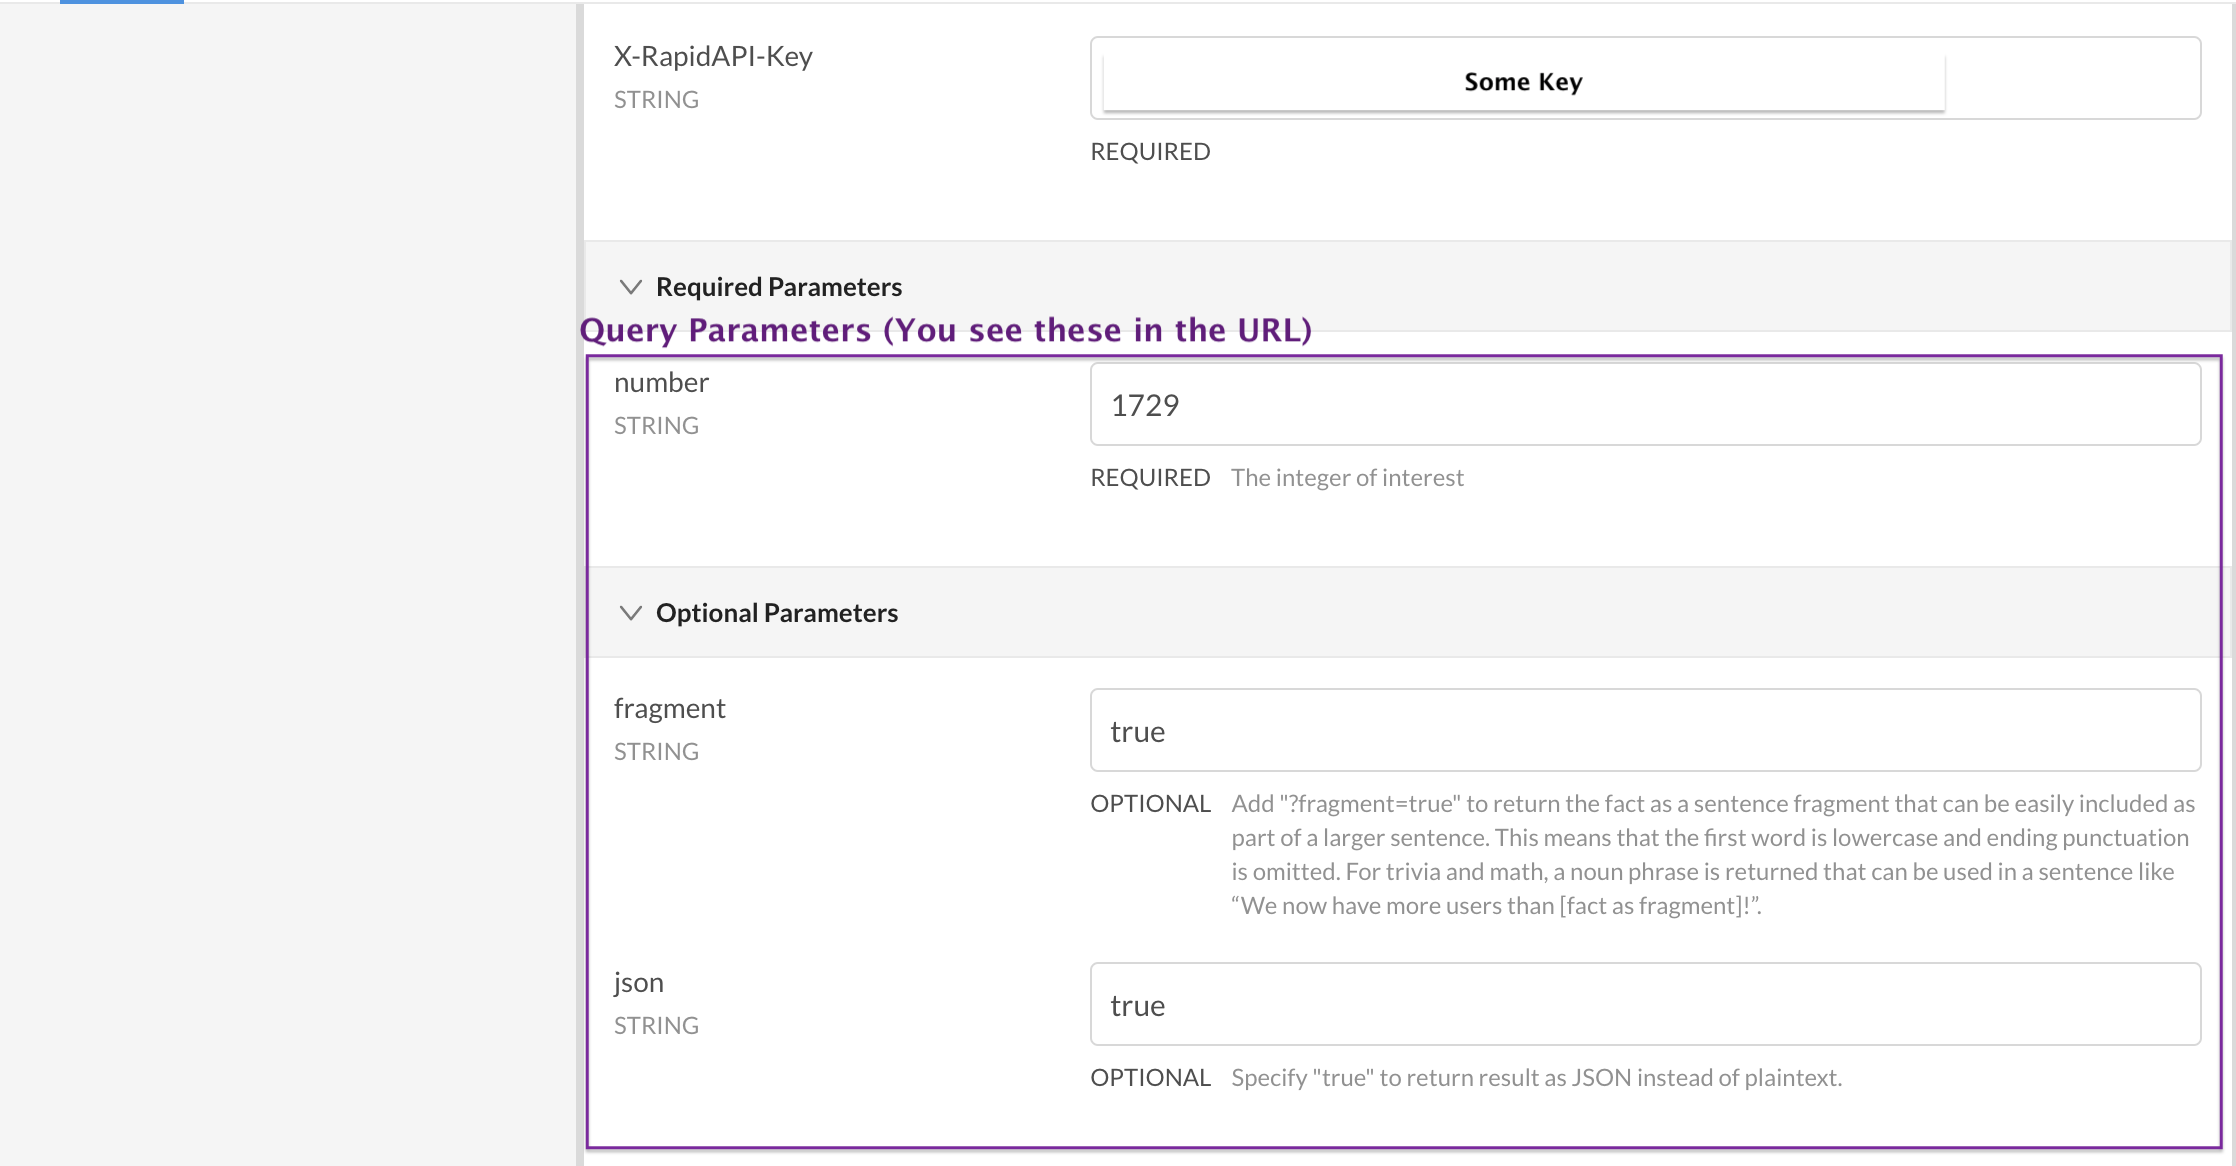 X-RapidAPI-Key
STRING
Some Key
REQUIRED
Required Parameters
Query Parameters (You see these in the URL)
number
STRING
1729
REQUIRED The integer of interest
Optional Parameters
fragment
STRING
true
OPTIONAL Add "?fragment=true" to return the fact as a sentence fragment that can be easily included as
part of a larger sentence. This means that the first word is lowercase and ending punctuation
is omitted. For trivia and math, a noun phrase is returned that can be used in a sentence like
“We now have more users than [fact as fragment]!”.
json
STRING
true
OPTIONAL Specify "true" to return result as JSON instead of plaintext.